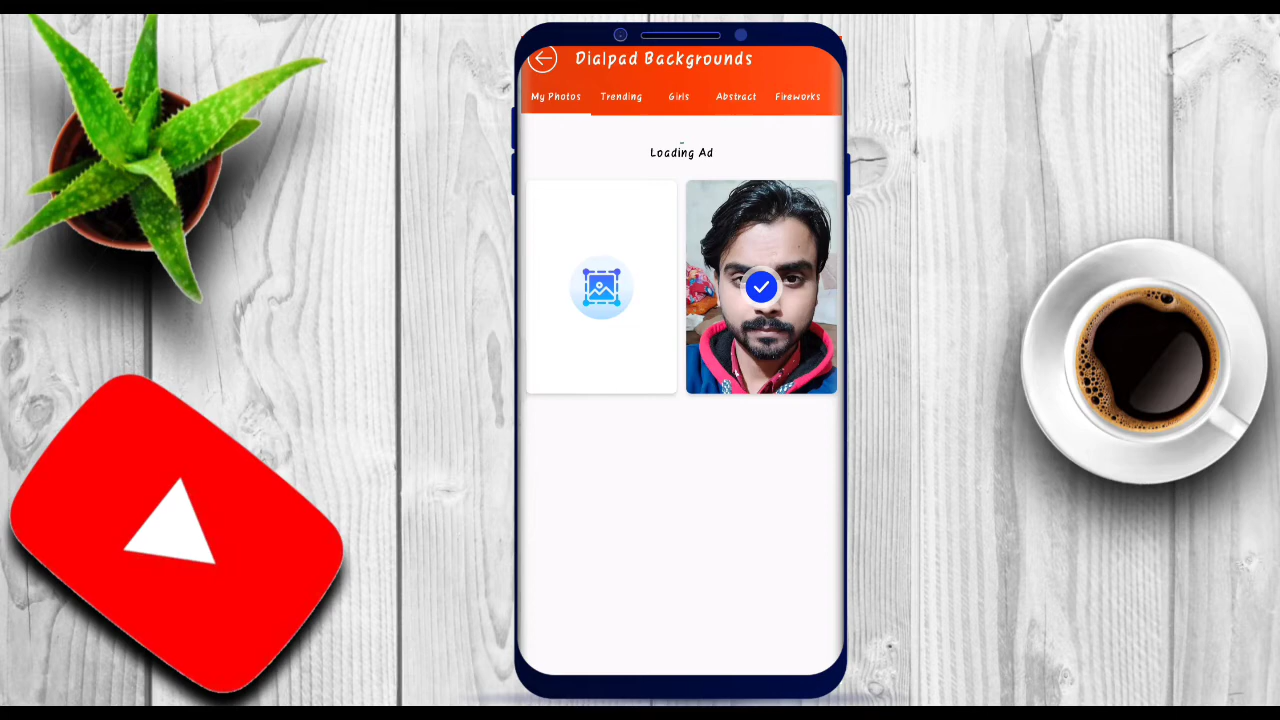 Dialpad Backgrounds
My Photos Trending Girls Abstract Fireworks
Loading Ad